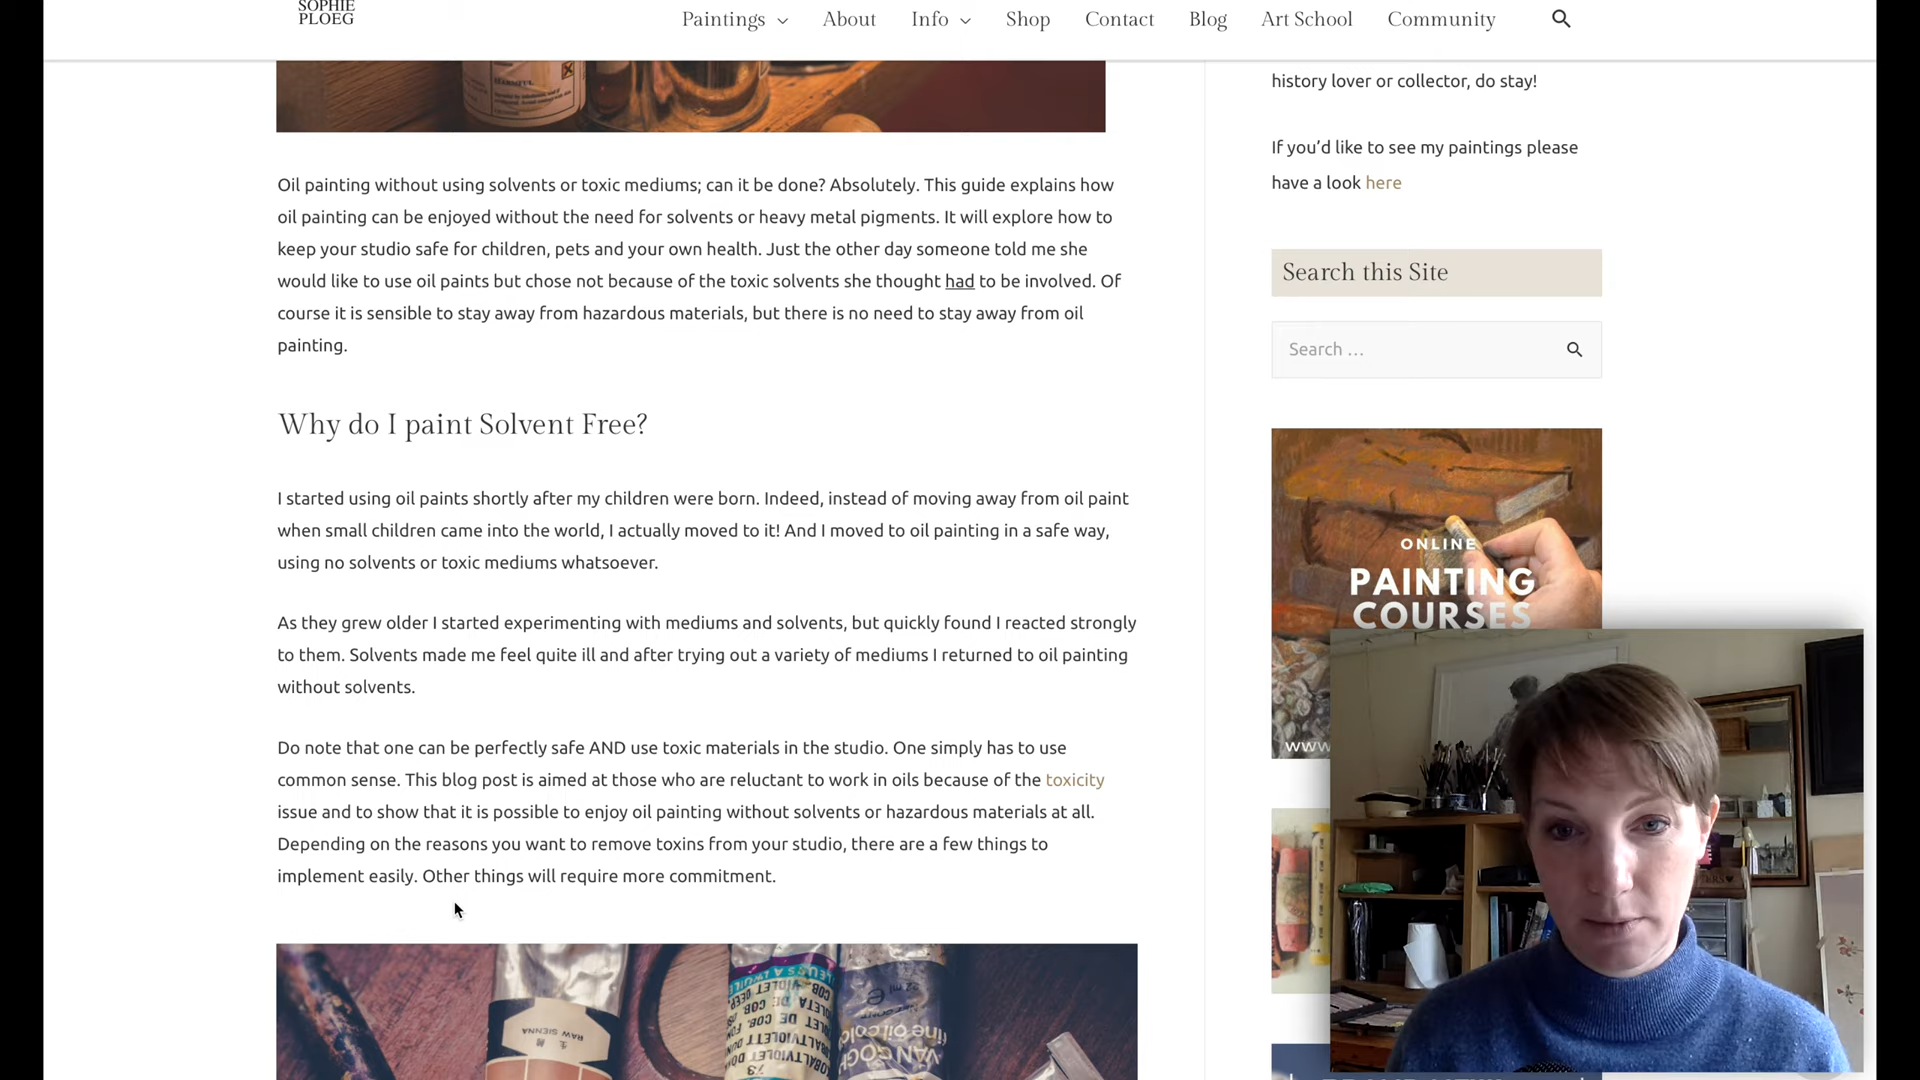 SOPHIE
PLOEG
Paintings
About
Info
Shop
Contact
Blog
Art School
Community
HARMFUL
Oil painting without using solvents or toxic mediums; can it be done? Absolutely. This guide explains how
oil painting can be enjoyed without the need for solvents or heavy metal pigments. It will explore how to
keep your studio safe for children, pets and your own health. Just the other day someone told me she
would like to use oil paints but chose not because of the toxic solvents she thought had to be involved. Of
course it is sensible to stay away from hazardous materials, but there is no need to stay away from oil
painting.
Why do I paint Solvent Free?
I started using oil paints shortly after my children were born. Indeed, instead of moving away from oil paint
when small children came into the world, I actually moved to it! And I moved to oil painting in a safe way,
using no solvents or toxic mediums whatsoever.
As they grew older I started experimenting with mediums and solvents, but quickly found I reacted strongly
to them. Solvents made me feel quite ill and after trying out a variety of mediums I returned to oil painting
without solvents.
Do note that one can be perfectly safe AND use toxic materials in the studio. One simply has to use
common sense. This blog post is aimed at those who are reluctant to work in oils because of the toxicity
issue and to show that it is possible to enjoy oil painting without solvents or hazardous materials at all.
Depending on the reasons you want to remove toxins from your studio, there are a few things to
implement easily. Other things will require more commitment.
RAW SIENNA
COB. VIOLET DEEP
VIOLETA DE COB.
VAN GOGH
fine oil colour
history lover or collector, do stay!
If you’d like to see my paintings please
have a look here
Search this Site
Search …
ONLINE
PAINTING
COURSES
www